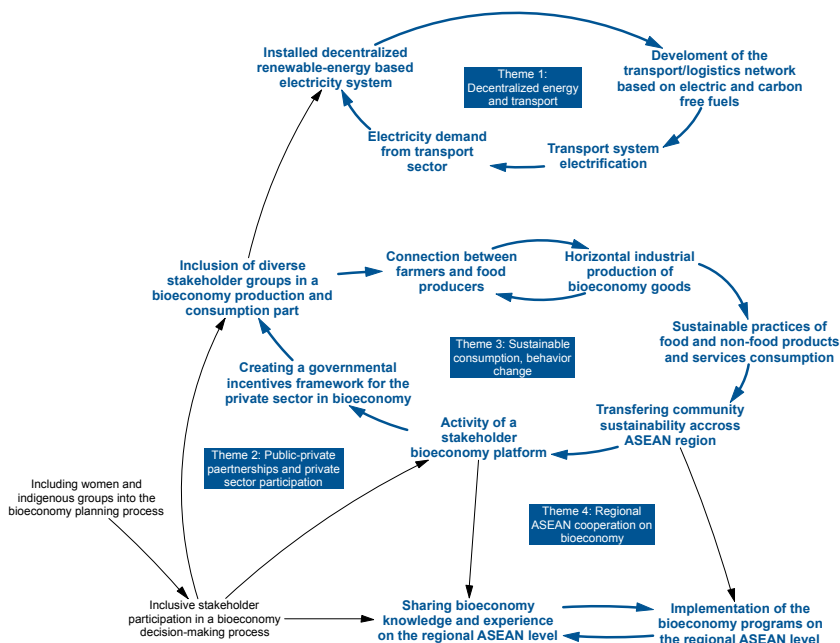 Installed decentralized
renewable-energy based
electricity system
Theme 1:
Decentralized energy
and transport
Develoment of the
transport/logistics network
based on electric and carbon
free fuels
Electricity demand
from transport
sector
Transport system
electrification
Inclusion of diverse
stakeholder groups in a
bioeconomy production and
consumption part
Connection between
farmers and food
producers
Horizontal industrial
production of
bioeconomy goods
Sustainable practices of
food and non-food products
and services consumption
Theme 3: Sustainable
consumption, behavior
change
Creating a governmental
incentives framework for the
private sector in bioeconomy
Activity of a
stakeholder
bioeconomy platform
Transfering community
sustainability accross
ASEAN region
Theme 2: Public-private
paertnerships and private
sector participation
Including women and
indigenous groups into the
bioeconomy planning process
Theme 4: Regional
ASEAN cooperation on
bioeconomy
Inclusive stakeholder
participation in a bioeconomy
decision-making process
Sharing bioeconomy
knowledge and experience
on the regional ASEAN level
Implementation of the
bioeconomy programs on
the regional ASEAN level